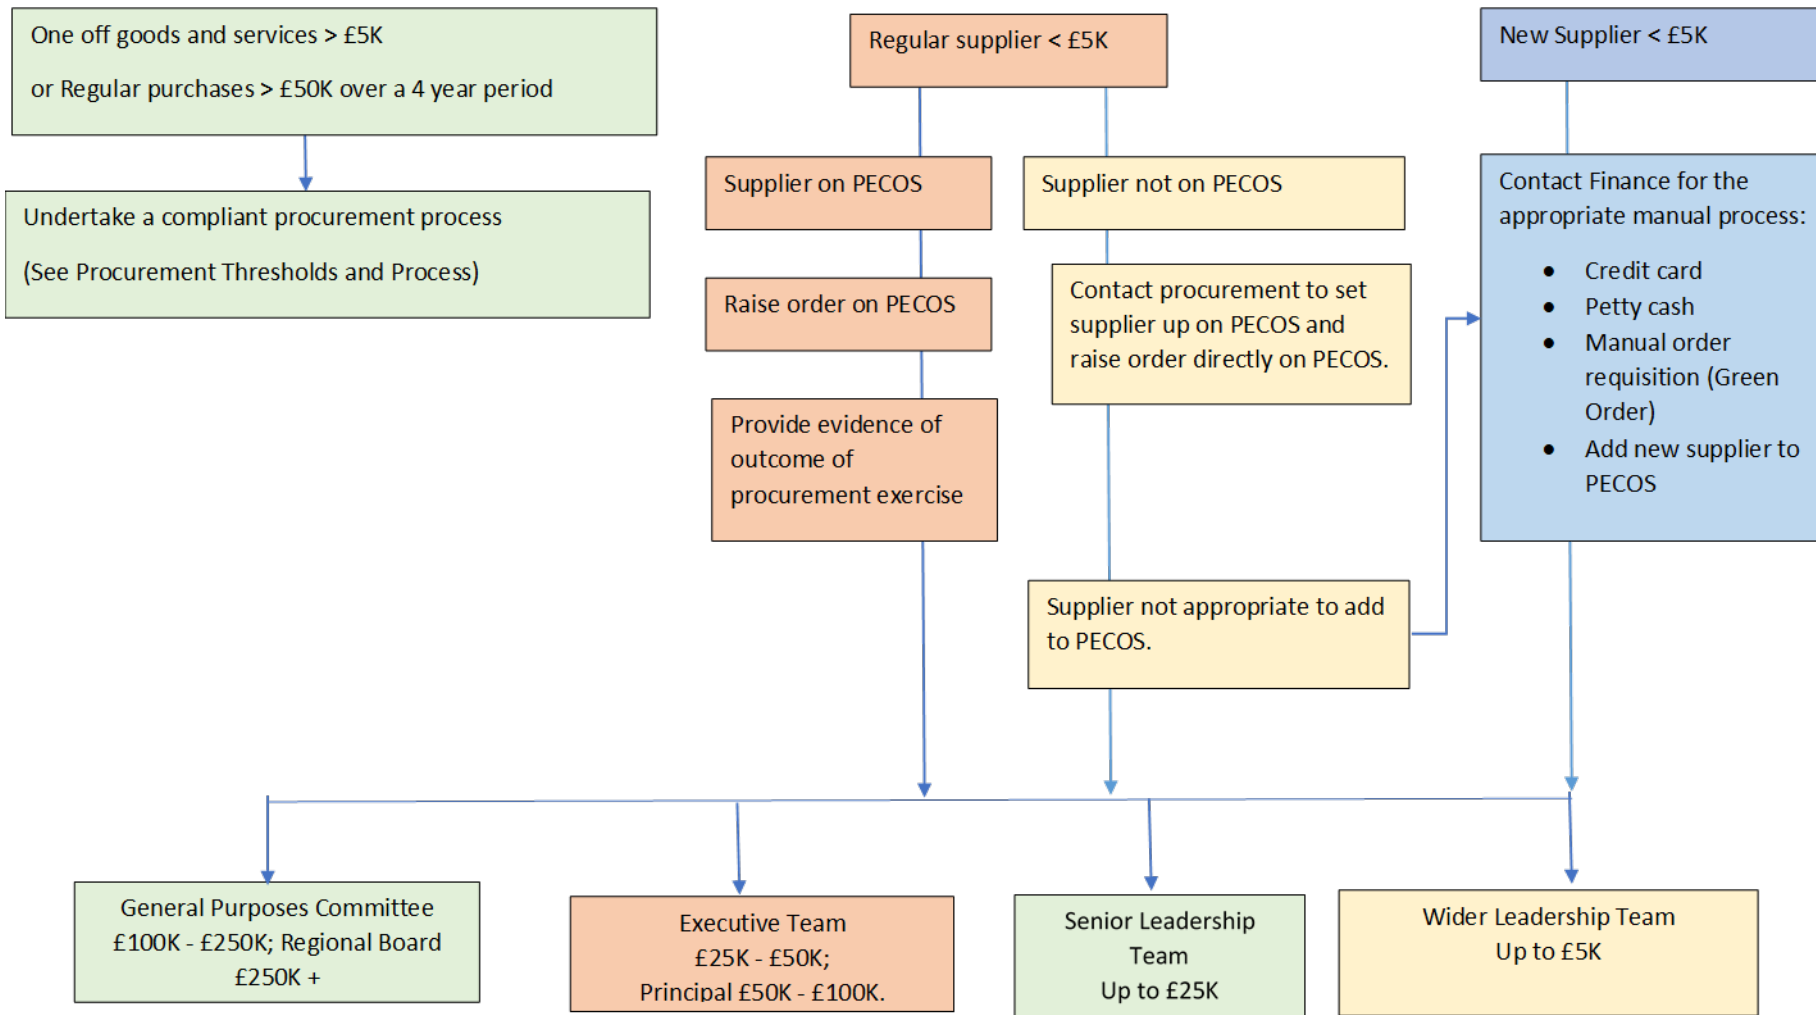 One off goods and services > £5K
or Regular purchases > £50K over a 4 year period
Undertake a compliant procurement process
(See Procurement Thresholds and Process)
Regular supplier < £5K
Supplier on PECOS
Raise order on PECOS
Provide evidence of
outcome of
procurement exercise
Supplier not on PECOS
Contact procurement to set
supplier up on PECOS and
raise order directly on PECOS.
Supplier not appropriate to add
to PECOS.
New Supplier < £5K
Contact Finance for the
appropriate manual process:
● Credit card
● Petty cash
● Manual order
requisition (Green
Order)
● Add new supplier to
PECOS
General Purposes Committee
£100K - £250K; Regional Board
£250K +
Executive Team
£25K - £50K;
Principal £50K - £100K.
Senior Leadership
Team
Up to £25K
Wider Leadership Team
Up to £5K